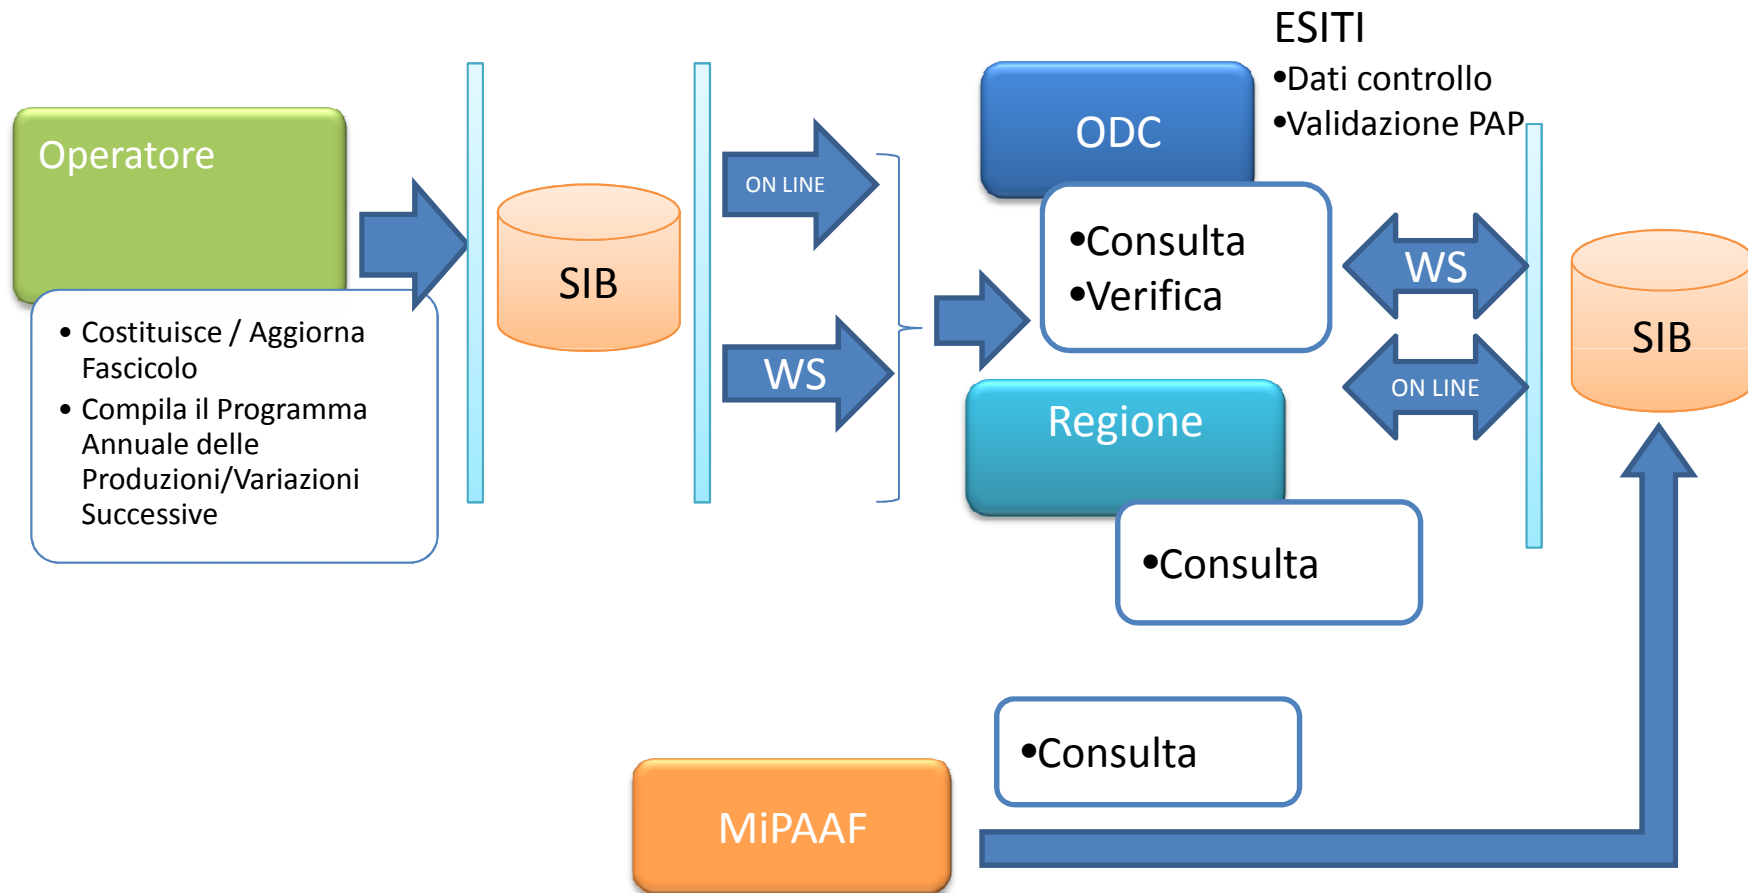 Operatore
• Costituisce / Aggiorna
Fascicolo
• Compila il Programma
Annuale delle
Produzioni/Variazioni
Successive
SIB
ON LINE
WS
ODC
•Consulta
•Verifica
Regione
•Consulta
ESITI
•Dati controllo
•Validazione PAP
WS
ON LINE
SIB
•Consulta
MiPAAF